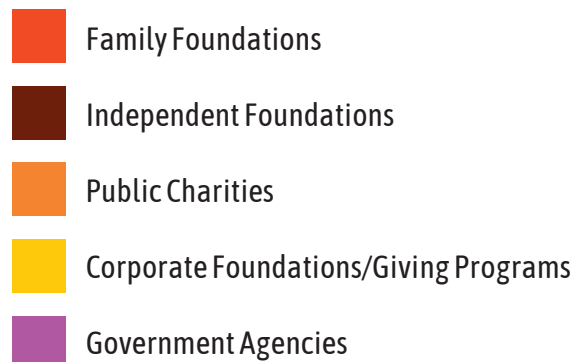 Family Foundations
Independent Foundations
Public Charities
Corporate Foundations/Giving Programs
Government Agencies